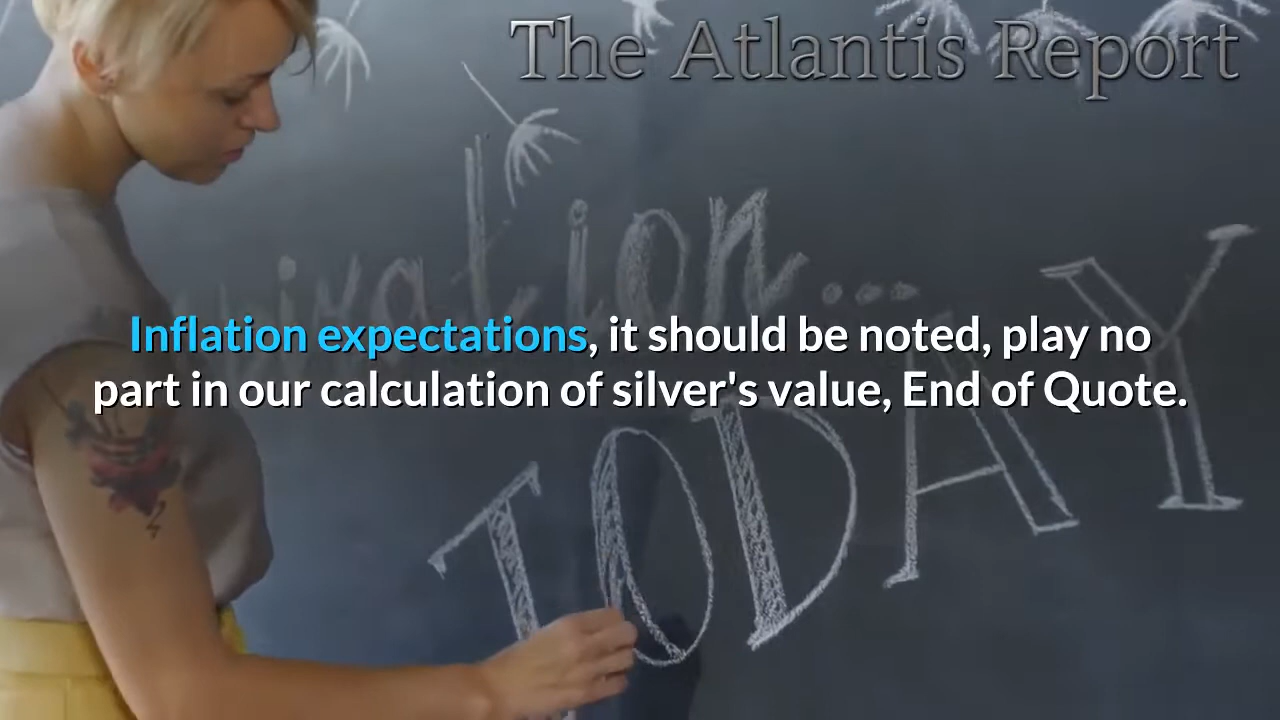 The Atlantis Report
ivation...
Inflation expectations, it should be noted, play no
part in our calculation of silver's value, End of Quote.
TODAY